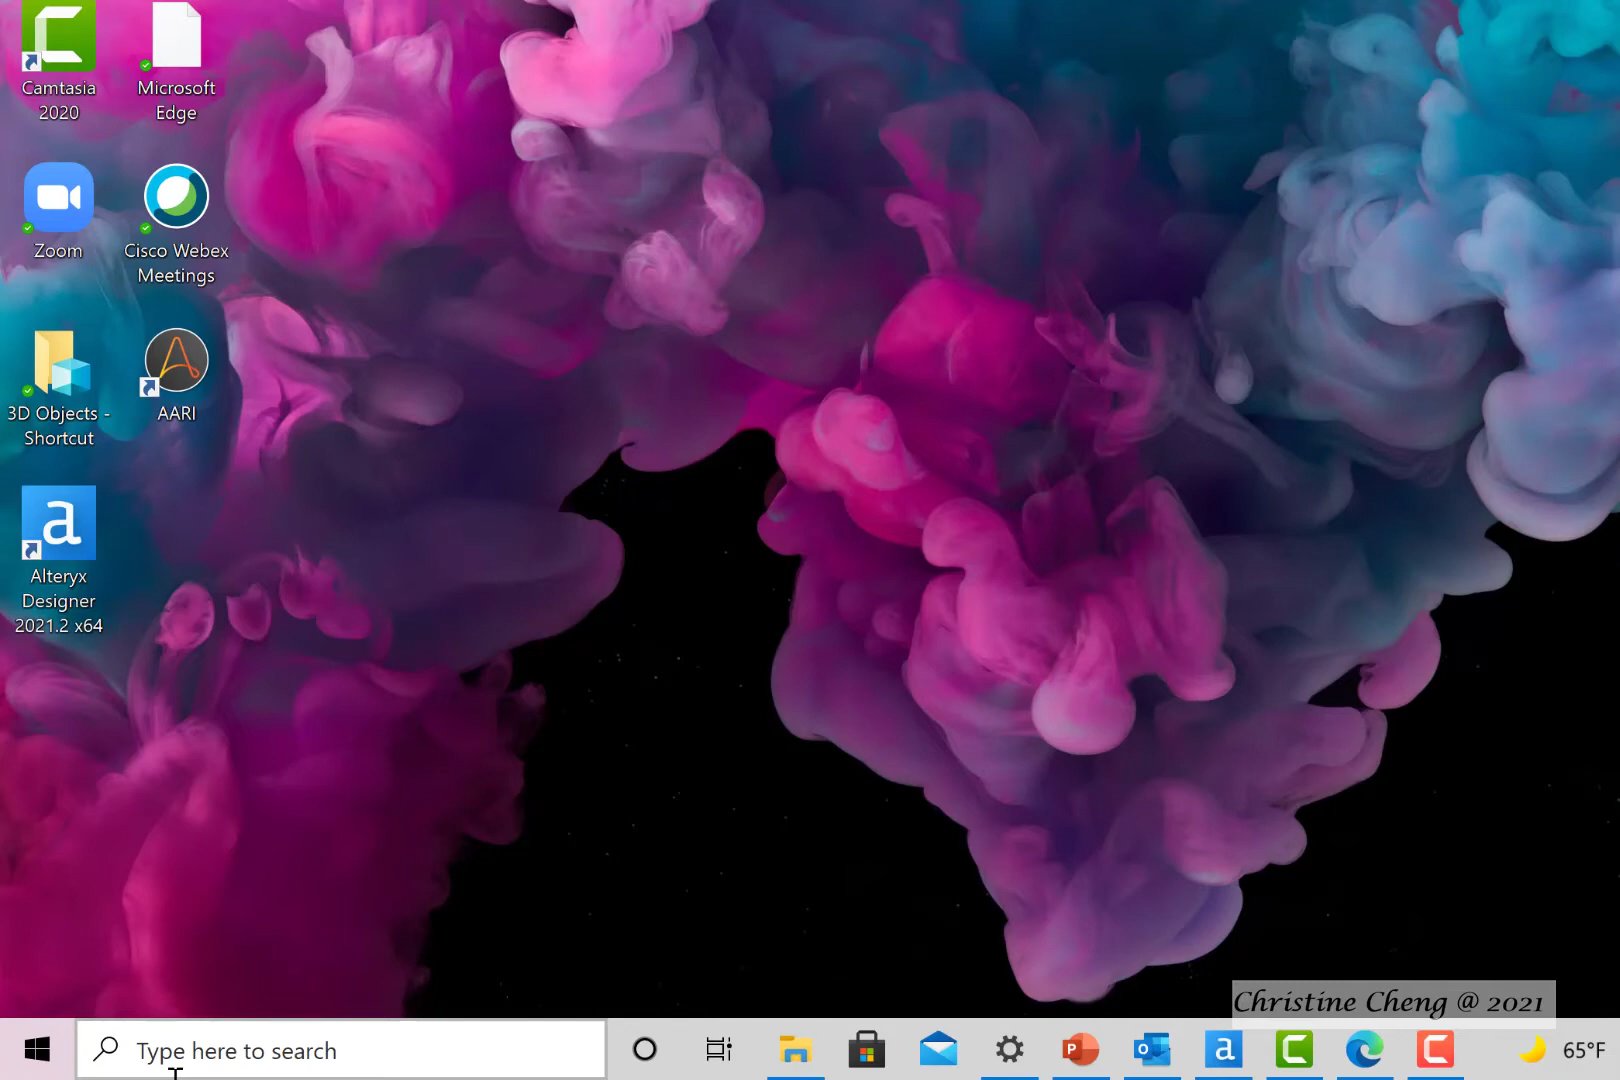 Camtasia
2020
Microsoft
Edge
Zoom
Cisco Webex
Meetings
3D Objects -
Shortcut
AARI
a
Alteryx
Designer
2021.2 x64
Christine Cheng @ 2021
Type here to search
P
O
a
65°F